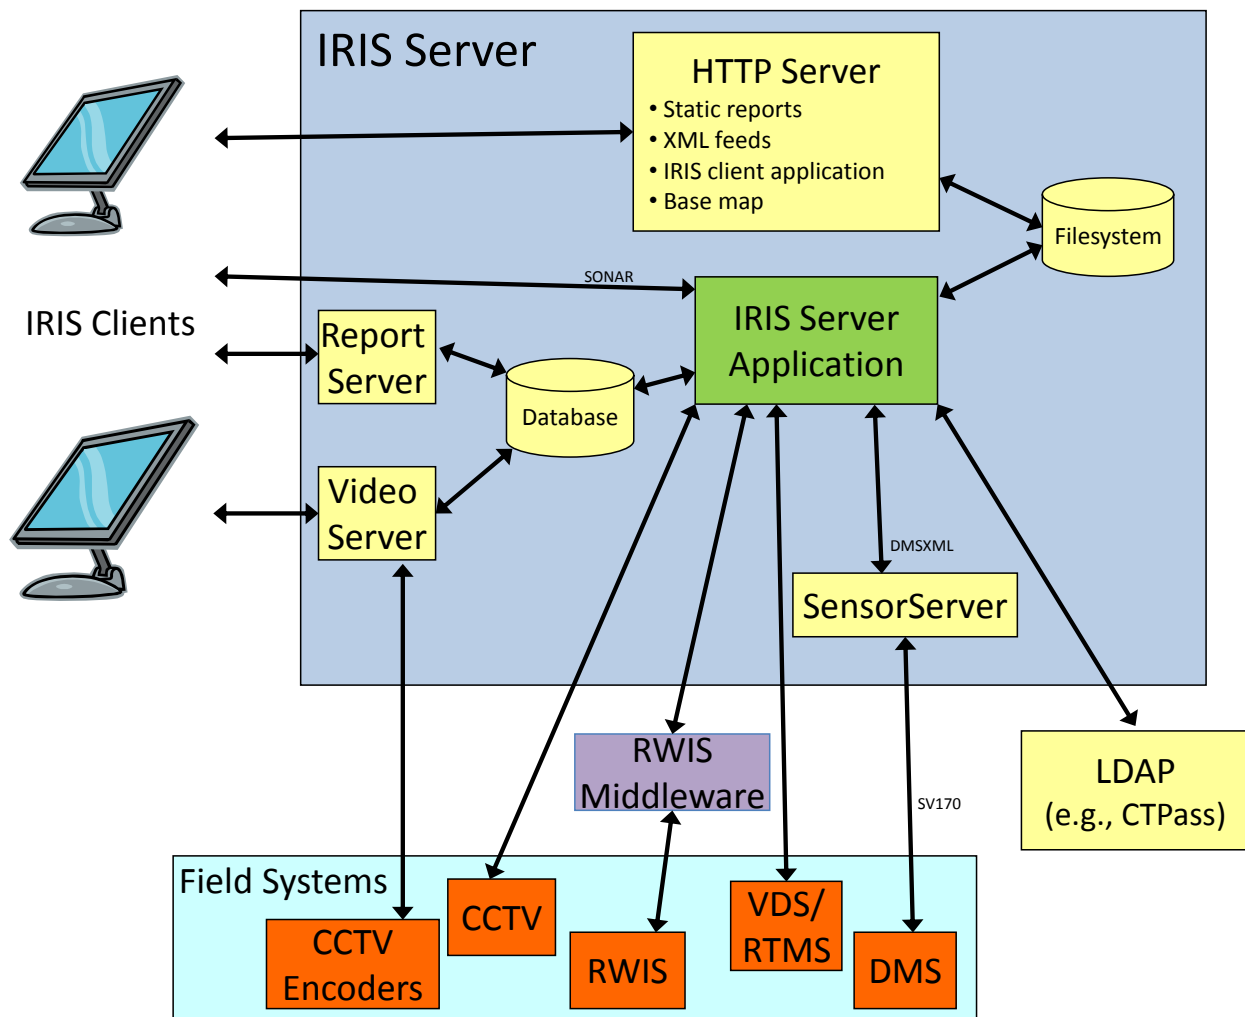 IRIS Server
HTTP Server
• Static reports
• XML feeds
• IRIS client application
• Base map
Filesystem
SONAR
IRIS Clients
Report
Server
IRIS Server
Application
Database
Video
Server
DMSXML
SensorServer
RWIS
Middleware
LDAP
(e.g., CTPass)
SV170
Field Systems
CCTV
Encoders
CCTV
RWIS
VDS/
RTMS
DMS